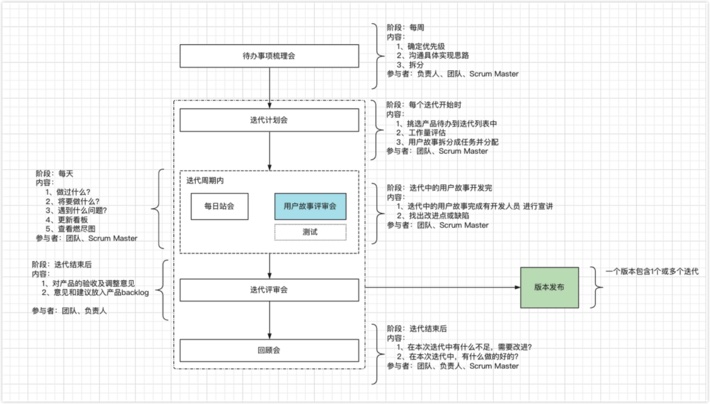 阶段：每周
内容：
1、确定优先级
2、沟通具体实现思路
3、拆分
参与者：负责人、团队、Scrum Master
待办事项梳理会
阶段：每个迭代开始时
内容：
1、挑选产品待办到迭代列表中
2、工作量评估
3、用户故事拆分成任务并分配
参与者：团队、Scrum Master
迭代计划会
阶段：每天
内容：
1、做过什么？
2、将要做什么？
3、遇到什么问题？
4、更新看板
5、查看燃尽图
参与者：团队、Scrum Master
迭代周期内
每日站会
用户故事评审会
测试
阶段：迭代中的用户故事开发完
内容：
1、迭代中的用户故事完成有开发人员 进行宣讲
2、找出改进点或缺陷
阶段：迭代结束后
内容：
1、对产品的验收及调整意见
2、意见和建议放入产品backlog
参与者：团队、负责人
迭代评审会
版本发布
一个版本包含1个或多个迭代
回顾会
阶段：迭代结束后
内容：
1、在本次迭代中有什么不足，需要改进?
2、在本次迭代中，有什么做的好的?
参与者：团队、负责人、Scrum Master